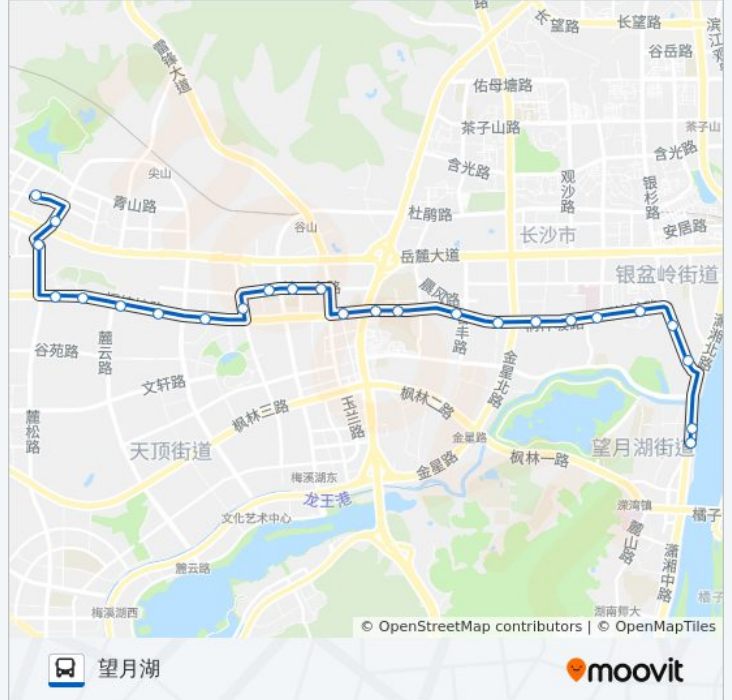 长望路
长望路
谷岳路
雷锋大道
佑母塘路
茶子山路
茶子山
含光路
含光路
尖山
观沙路
银杉路
青山路
杜鹃路
安居路
谷山
长沙市
岳麓大道
银盆岭街道
晨风路
丰路
谷苑路
麓云路
潇湘北路
金星北路
文轩路
枫林三路
玉兰路
枫林二路
麓松路
天顶街道
金星路
望月湖街道
枫林一路
金星路
梅溪湖东
龙王港
溁湾镇
橘子
文化艺术中心
麓山路
潇湘中路
麓云路
橘子
梅溪湖西
湖南师大
© OpenStreetMap contributors | © OpenMapTiles
望月湖
moovit